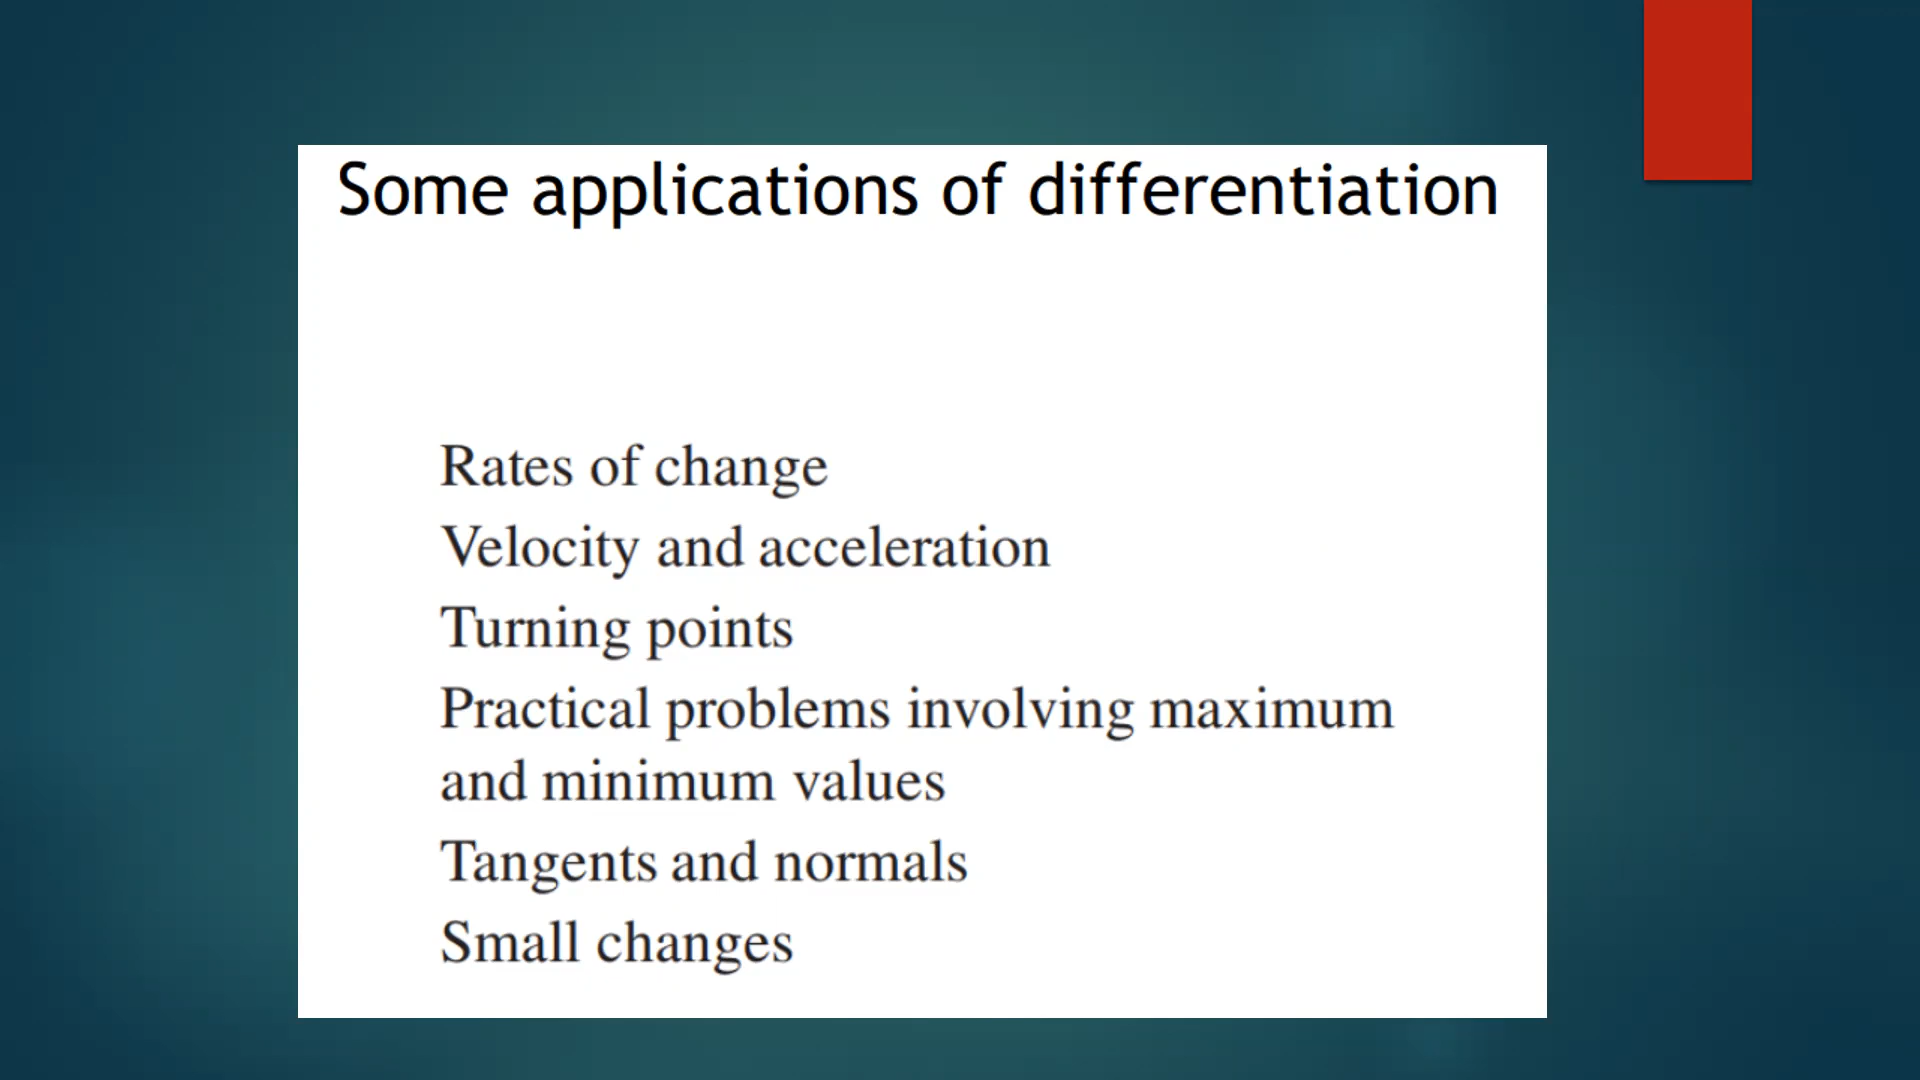 Some applications of differentiation
Rates of change
Velocity and acceleration
Turning points
Practical problems involving maximum
and minimum values
Tangents and normals
Small changes